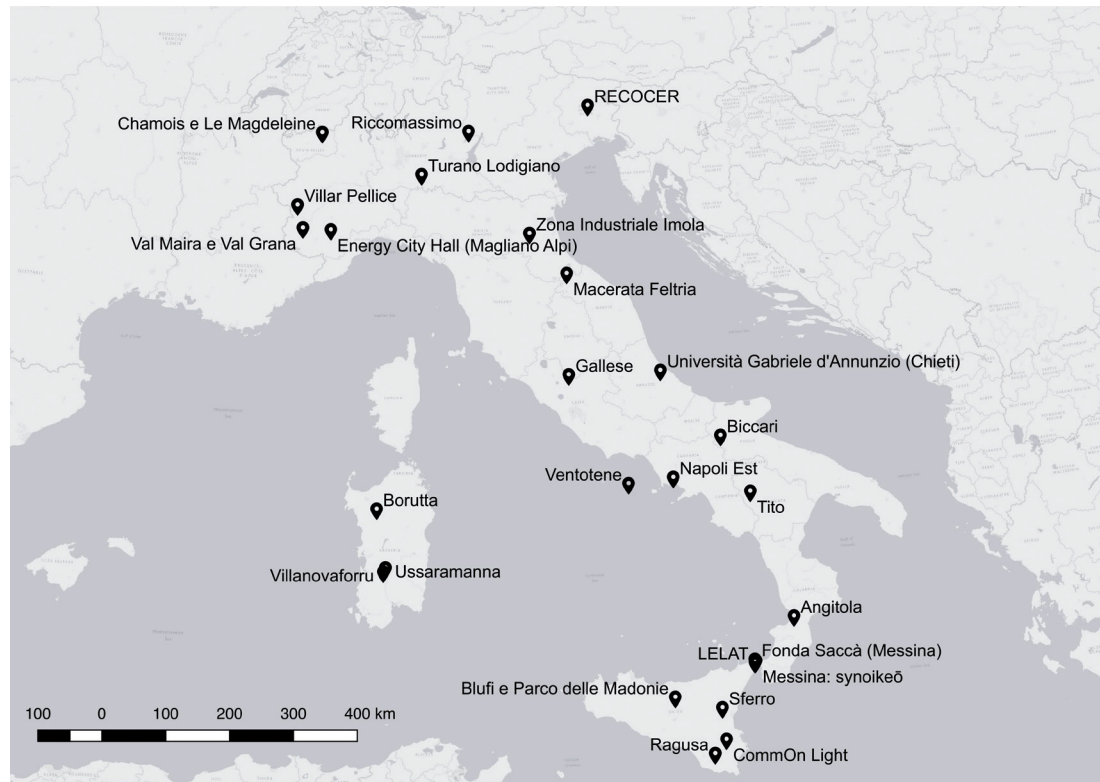 RECOCER
Chamois e Le Magdeleine
Riccomassimo
Turano Lodigiano
Villar Pellice
Zona Industriale Imola
Val Maira e Val Grana
Energy City Hall (Magliano Alpi)
Macerata Feltria
Università Gabriele d'Annunzio (Chieti)
Gallese
Biccari
Napoli Est
Ventotene
Tito
Borutta
Villanovaforru
Ussaramanna
Angitola
LELAT
Fonda Saccà (Messina)
Messina: synoikeō
Blufi e Parco delle Madonie
Sferro
Ragusa
CommOn Light
100 0 100 200 300 400 km